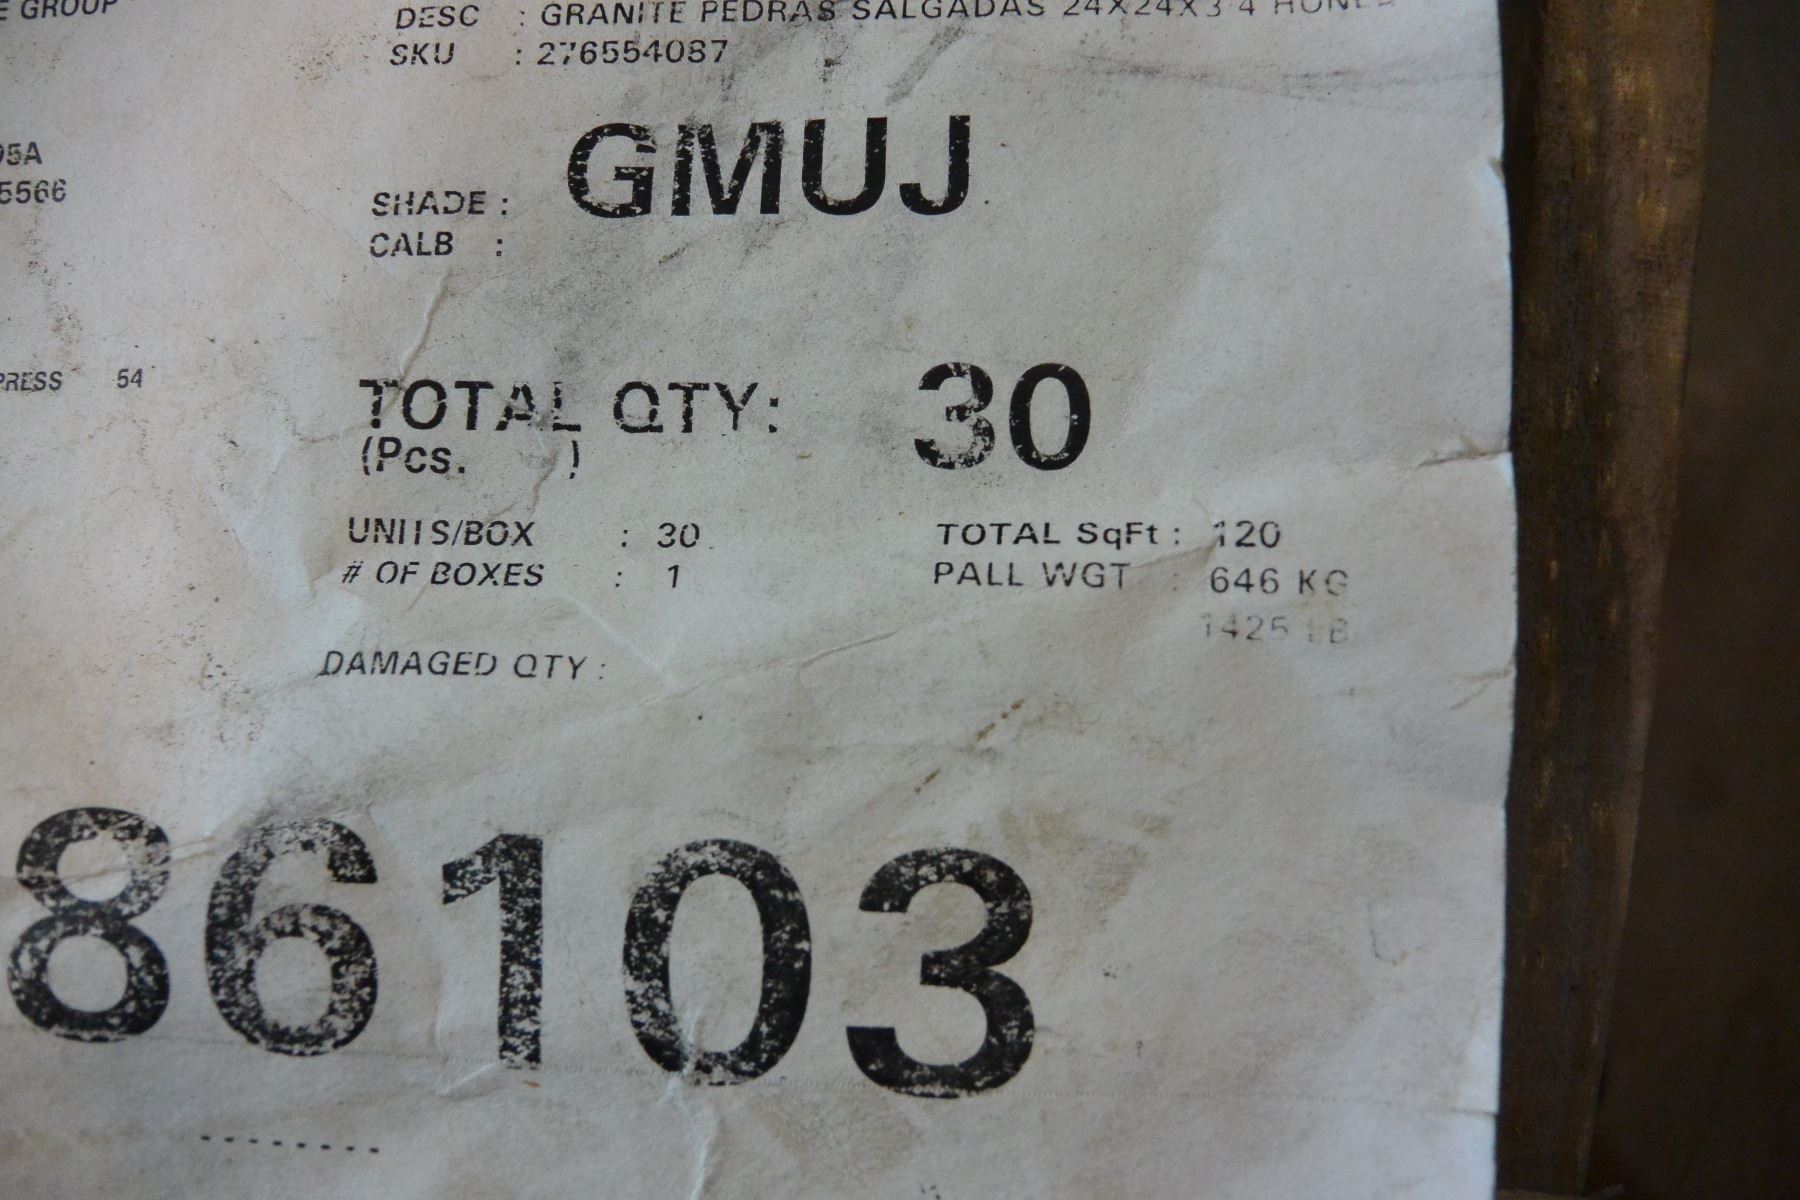 E GROUP
DESC : GRANITE PEDRAS SALGADAS 24X24X3 4 HONED
SKU : 276554087
95A
5566
SHADE : GMUJ
CALB :
PRESS 54
TOTAL QTY: 30
(Pcs. )
UNITS/BOX : 30
TOTAL SqFt : 120
# OF BOXES : 1
PALL WGT : 646 KG
1425 LB
DAMAGED QTY :
86103